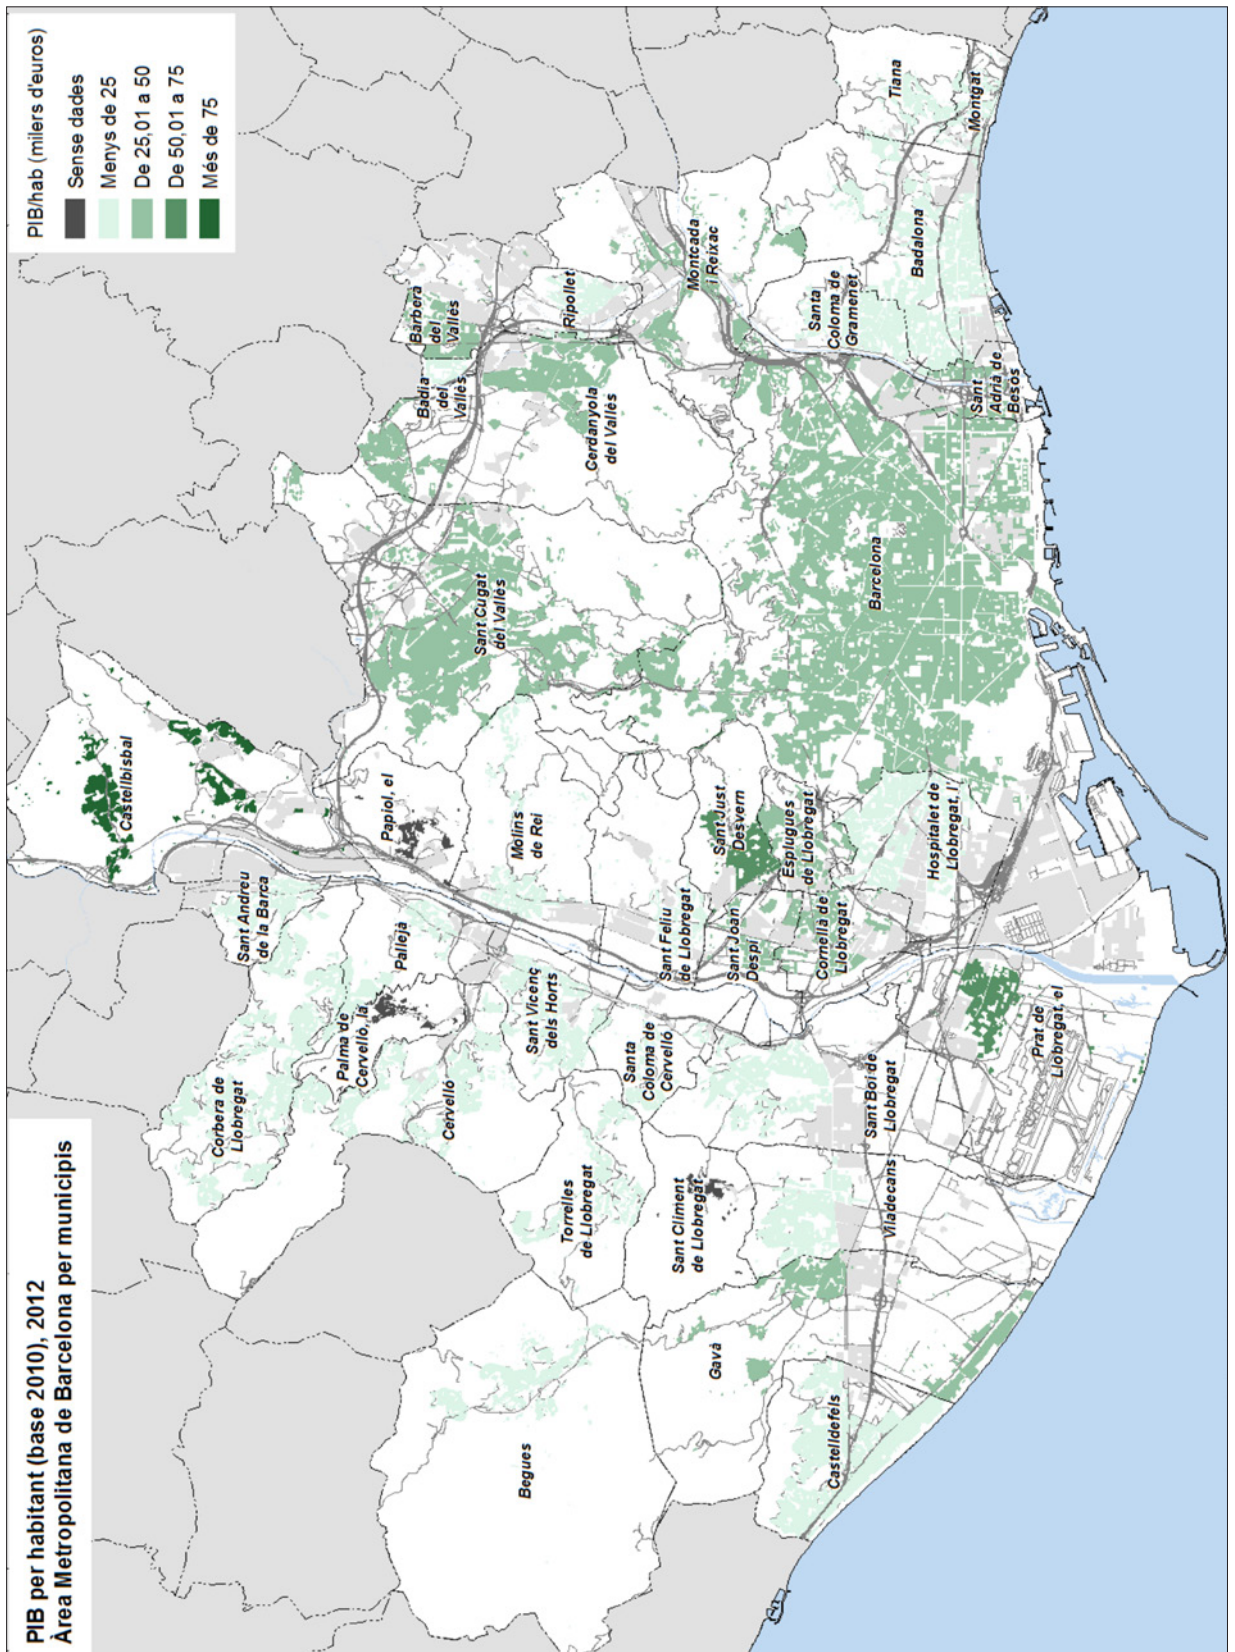 PIB per habitant (base 2010), 2012
Àrea Metropolitana de Barcelona per municipis
PIB/hab (milers d'euros)
Sense dades
Menys de 25
De 25,01 a 50
De 50,01 a 75
Més de 75
Castellbisbal
Sant Andreu
de la Barca
Papiol, el
Pallejà
Corbera de
Llobregat
Palma de
Cervelló, la
Cervelló
Sant Vicenç
dels Horts
Molins
de Rei
Sant Cugat
del Vallès
Badia
del
Vallès
Barberà
del
Vallès
Ripollet
Cerdanyola
del Vallès
Montcada
i Reixac
Begues
Torrelles
de Llobregat
Santa
Coloma de
Cervelló
Sant Feliu
de Llobregat
Sant Just
Desvern
Sant Climent
de Llobregat
Gavà
Sant Joan
Despí
Esplugues
de Llobregat
Cornellà de
Llobregat
Santa
Coloma de
Gramenet
Tiana
Badalona
Montgat
Castelldefels
Viladecans
Sant Boi de
Llobregat
Hospitalet de
Llobregat, l'
Barcelona
Sant
Adrià de
Besòs
Prat de
Llobregat, el